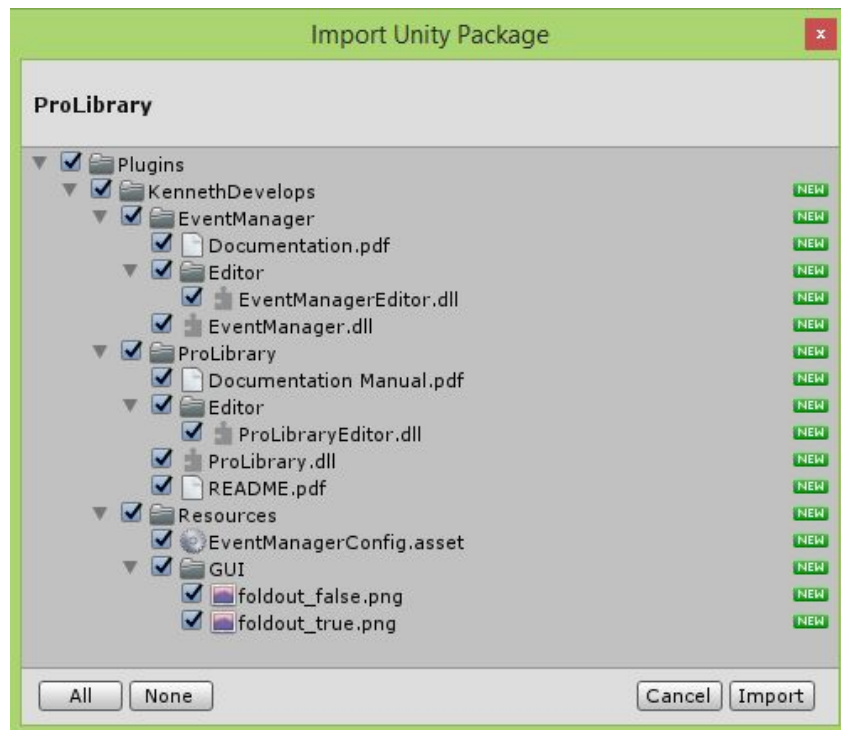 Import Unity Package
x
ProLibrary
Plugins
KennethDevelops NEW
EventManager NEW
Documentation.pdf NEW
Editor NEW
EventManagerEditor.dll NEW
EventManager.dll NEW
ProLibrary NEW
Documentation Manual.pdf NEW
Editor NEW
ProLibraryEditor.dll NEW
ProLibrary.dll NEW
README.pdf NEW
Resources NEW
EventManagerConfig.asset NEW
GUI NEW
foldout_false.png NEW
foldout_true.png NEW
All None Cancel Import